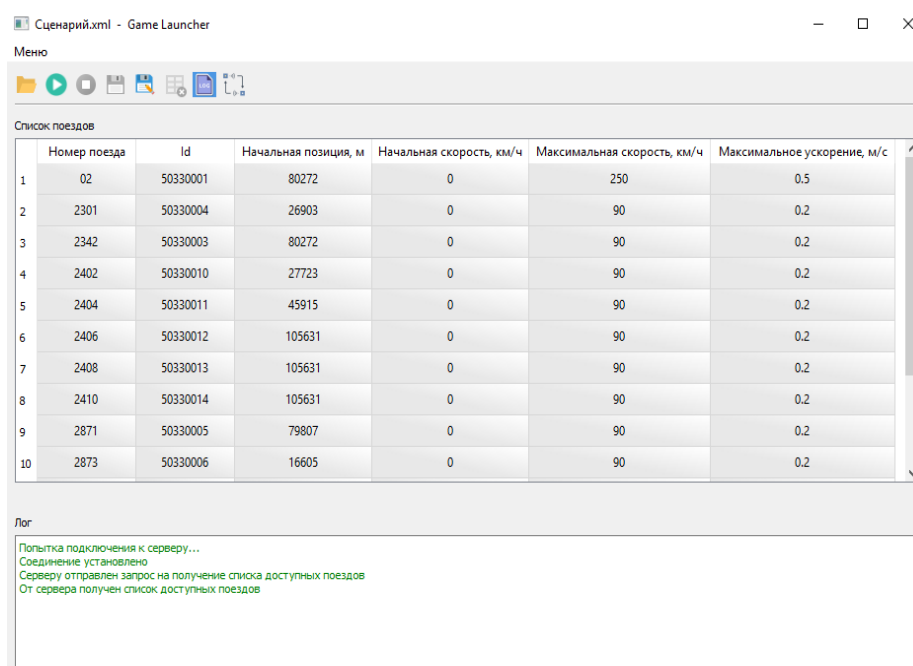 Сценарий.xml - Game Launcher
Меню
LOG
Список поездов
Номер поезда Id Начальная позиция, м Начальная скорость, км/ч Максимальная скорость, км/ч Максимальное ускорение, м/с
1 02 50330001 80272 0 250 0.5
2 2301 50330004 26903 0 90 0.2
3 2342 50330003 80272 0 90 0.2
4 2402 50330010 27723 0 90 0.2
5 2404 50330011 45915 0 90 0.2
6 2406 50330012 105631 0 90 0.2
7 2408 50330013 105631 0 90 0.2
8 2410 50330014 105631 0 90 0.2
9 2871 50330005 79807 0 90 0.2
10 2873 50330006 16605 0 90 0.2
Лог
Попытка подключения к серверу...
Соединение установлено
Серверу отправлен запрос на получение списка доступных поездов
От сервера получен список доступных поездов